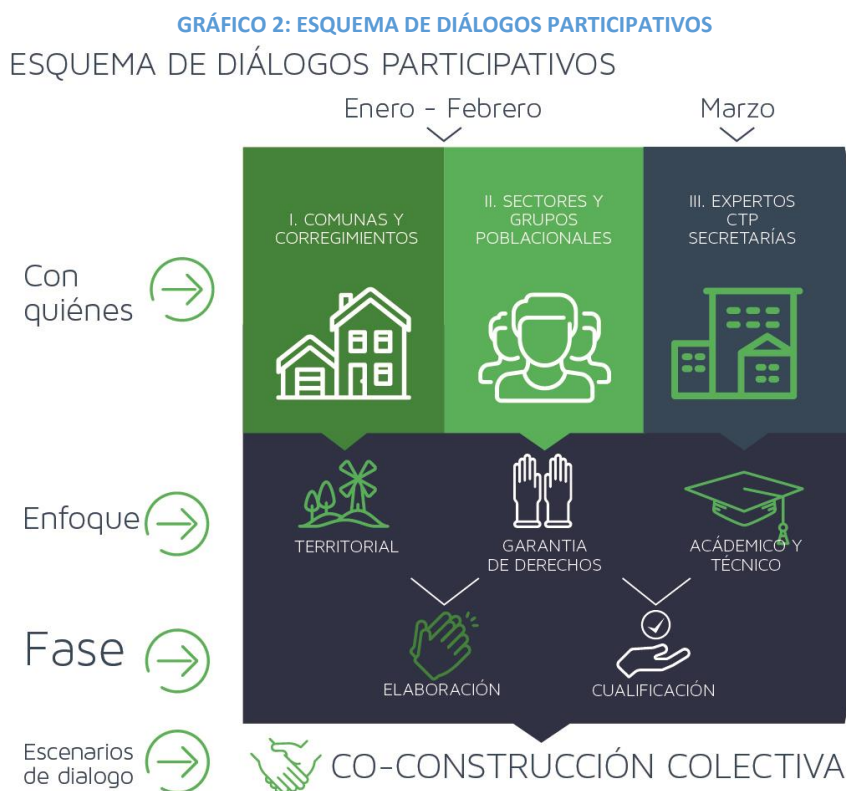 GRÁFICO 2: ESQUEMA DE DIÁLOGOS PARTICIPATIVOS
ESQUEMA DE DIÁLOGOS PARTICIPATIVOS
Enero - Febrero
Marzo
Con
quiénes
I. COMUNAS Y
CORREGIMIENTOS
II. SECTORES Y
GRUPOS
POBLACIONALES
III. EXPERTOS
CTP
SECRETARÍAS
Enfoque
TERRITORIAL
GARANTIA
DE DERECHOS
ACÁDEMICO Y
TÉCNICO
Fase
ELABORACIÓN
CUALIFICACIÓN
Escenarios
de dialogo
CO-CONSTRUCCIÓN COLECTIVA